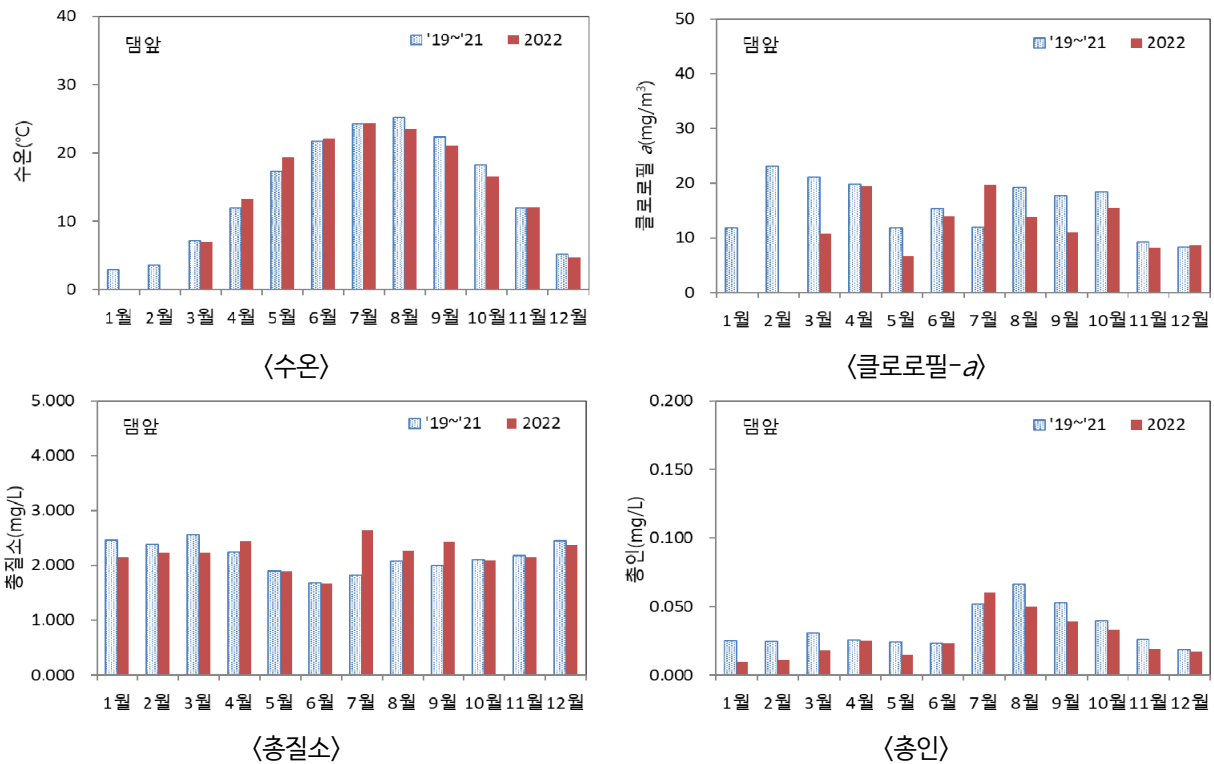 40
30
20
10
0
수온(℃)
댐앞
'19~'21
2022
1월 2월 3월 4월 5월 6월 7월 8월 9월 10월 11월 12월
〈수온〉
50
40
30
20
10
0
클로로필 a(mg/m³)
댐앞
'19~'21
2022
1월 2월 3월 4월 5월 6월 7월 8월 9월 10월 11월 12월
〈클로로필-a〉
5.000
4.000
3.000
2.000
1.000
0.000
총질소(mg/L)
댐앞
'19~'21
2022
1월 2월 3월 4월 5월 6월 7월 8월 9월 10월 11월 12월
〈총질소〉
0.200
0.150
0.100
0.050
0.000
총인(mg/L)
댐앞
'19~'21
2022
1월 2월 3월 4월 5월 6월 7월 8월 9월 10월 11월 12월
〈총인〉